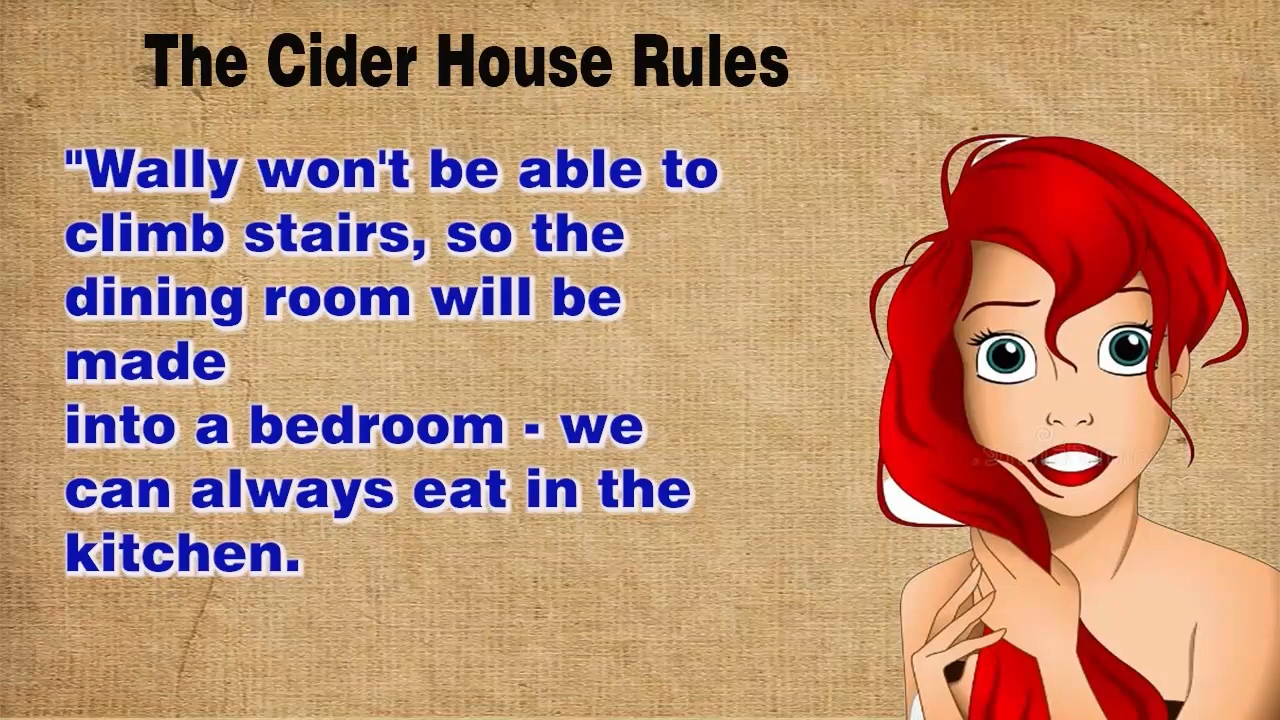 The Cider House Rules
"Wally won't be able to
climb stairs, so the
dining room will be
made
into a bedroom - we
can always eat in the
kitchen.